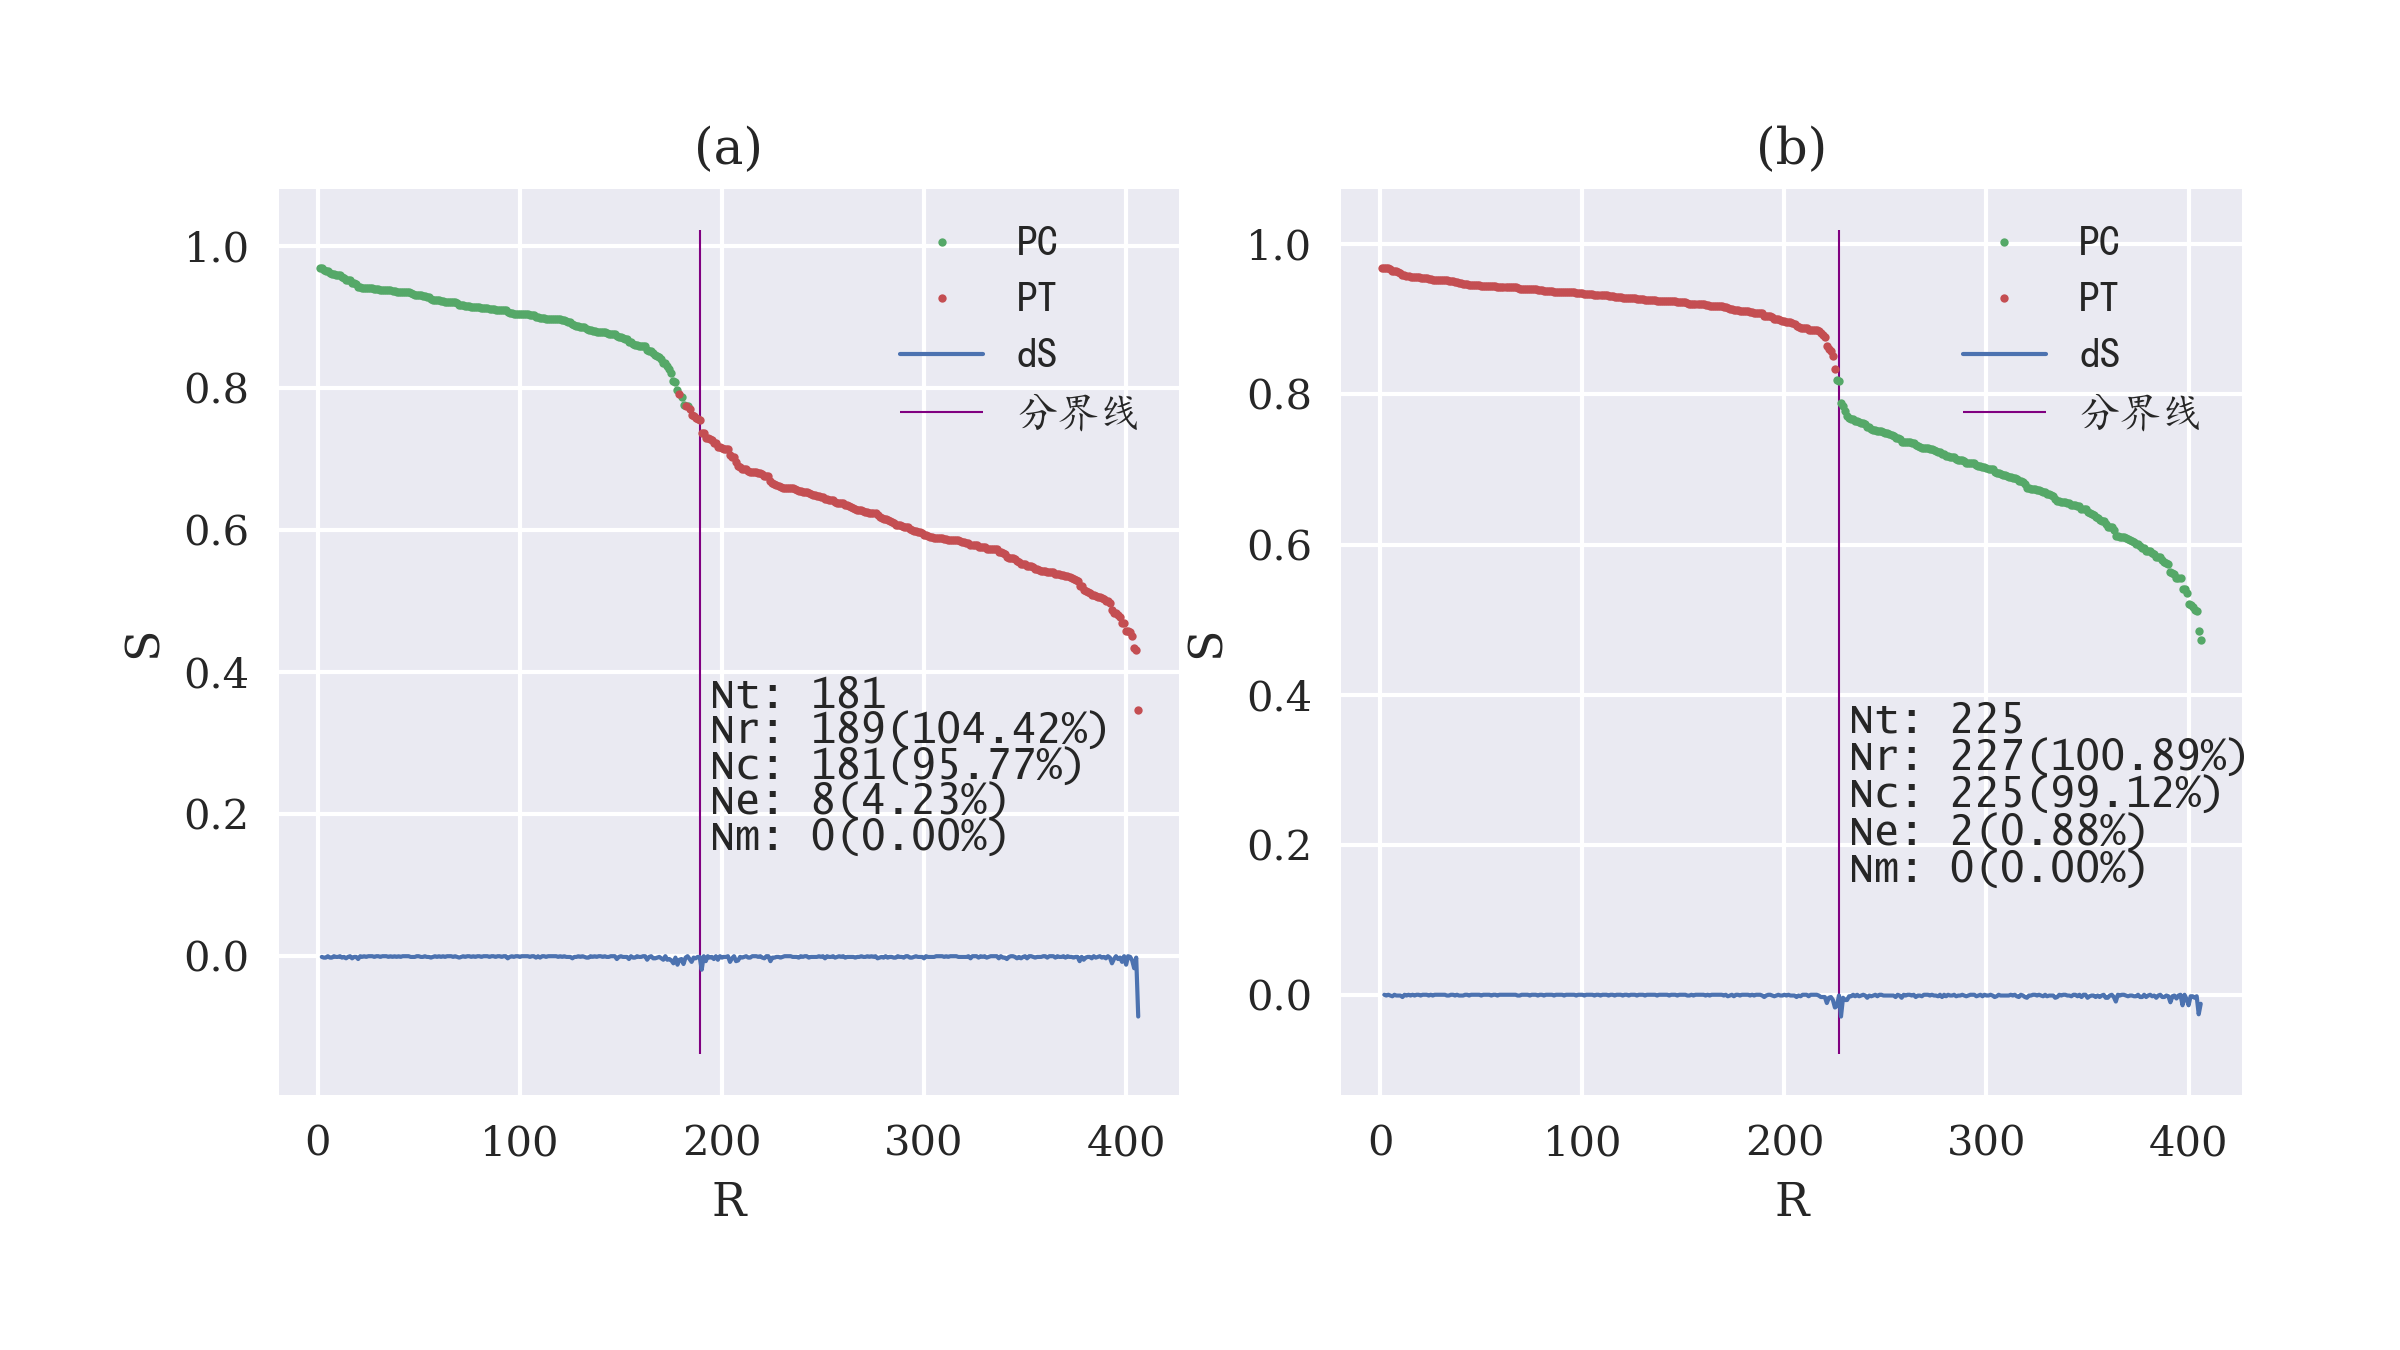 (a)
PC
PT
dS
分界线
1.0
0.8
0.6
0.4
0.2
0.0
S
Nt: 181
Nr: 189(104.42%)
Nc: 181(95.77%)
Ne: 8(4.23%)
Nm: 0(0.00%)
0 100 200 300 400
R
(b)
PC
PT
dS
分界线
1.0
0.8
0.6
0.4
0.2
0.0
S
Nt: 225
Nr: 227(100.89%)
Nc: 225(99.12%)
Ne: 2(0.88%)
Nm: 0(0.00%)
0 100 200 300 400
R